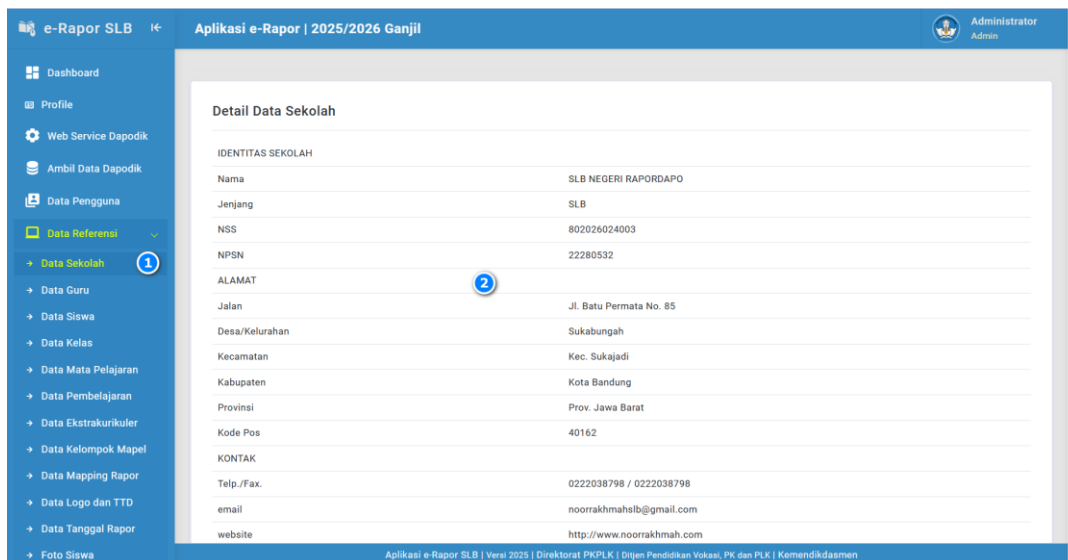 e-Rapor SLB
Aplikasi e-Rapor | 2025/2026 Ganjil
Administrator
Admin
Dashboard
Profile
Web Service Dapodik
Ambil Data Dapodik
Data Pengguna
Data Referensi
Data Sekolah
1
Data Guru
Data Siswa
Data Kelas
Data Mata Pelajaran
Data Pembelajaran
Data Ekstrakurikuler
Data Kelompok Mapel
Data Mapping Rapor
Data Logo dan TTD
Data Tanggal Rapor
Foto Siswa
Detail Data Sekolah
IDENTITAS SEKOLAH
Nama SLB NEGERI RAPORDAPO
Jenjang SLB
NSS 802026024003
NPSN 22280532
ALAMAT
2
Jalan Jl. Batu Permata No. 85
Desa/Kelurahan Sukabungah
Kecamatan Kec. Sukajadi
Kabupaten Kota Bandung
Provinsi Prov. Jawa Barat
Kode Pos 40162
KONTAK
Telp./Fax. 0222038798 / 0222038798
email noorrakhmahslb@gmail.com
website http://www.noorrakhmah.com
Aplikasi e-Rapor SLB | Versi 2025 | Direktorat PKPLK | Ditjen Pendidikan Vokasi, PK dan PLK | Kemendikdasmen